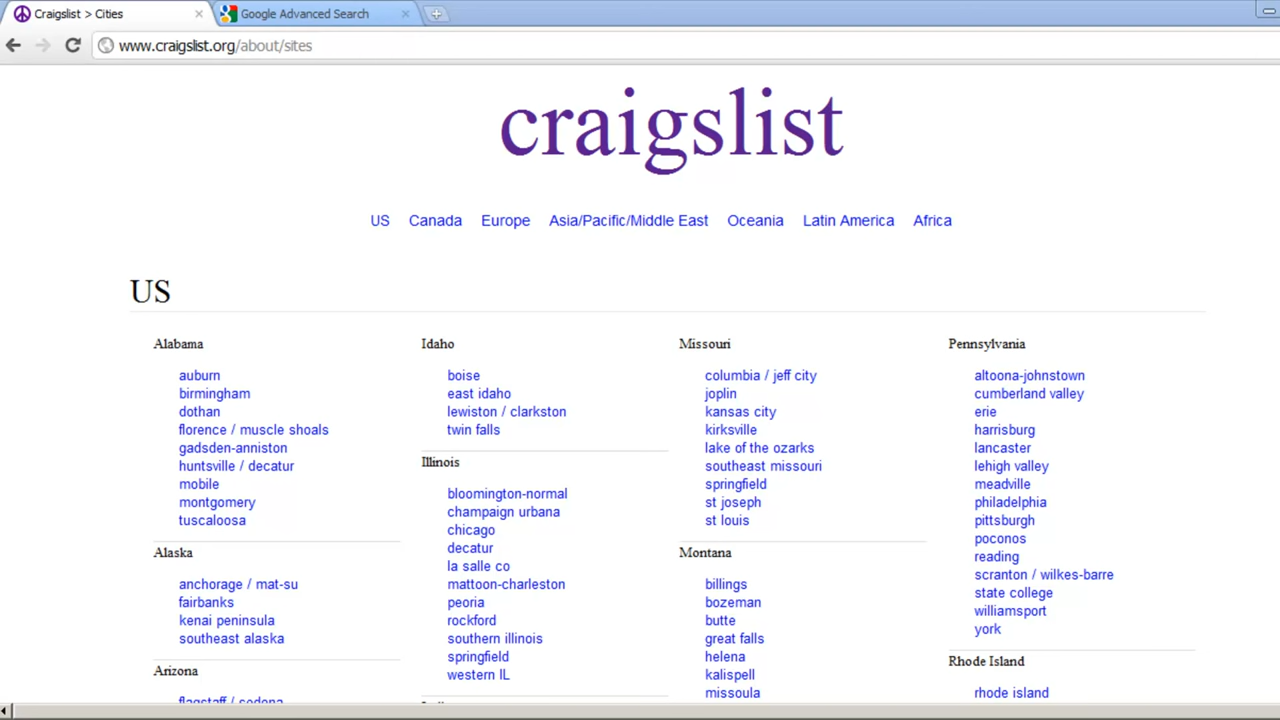 Craigslist > Cities
Google Advanced Search
www.craigslist.org/about/sites
craigslist
US Canada Europe Asia/Pacific/Middle East Oceania Latin America Africa
US
Alabama
auburn
birmingham
dothan
florence / muscle shoals
gadsden-anniston
huntsville / decatur
mobile
montgomery
tuscaloosa
Alaska
anchorage / mat-su
fairbanks
kenai peninsula
southeast alaska
Arizona
flagstaff / sedona
Idaho
boise
east idaho
lewiston / clarkston
twin falls
Illinois
bloomington-normal
champaign urbana
chicago
decatur
la salle co
mattoon-charleston
peoria
rockford
southern illinois
springfield
western IL
Missouri
columbia / jeff city
joplin
kansas city
kirksville
lake of the ozarks
southeast missouri
springfield
st joseph
st louis
Montana
billings
bozeman
butte
great falls
helena
kalispell
missoula
Pennsylvania
altoona-johnstown
cumberland valley
erie
harrisburg
lancaster
lehigh valley
meadville
philadelphia
pittsburgh
poconos
reading
scranton / wilkes-barre
state college
williamsport
york
Rhode Island
rhode island